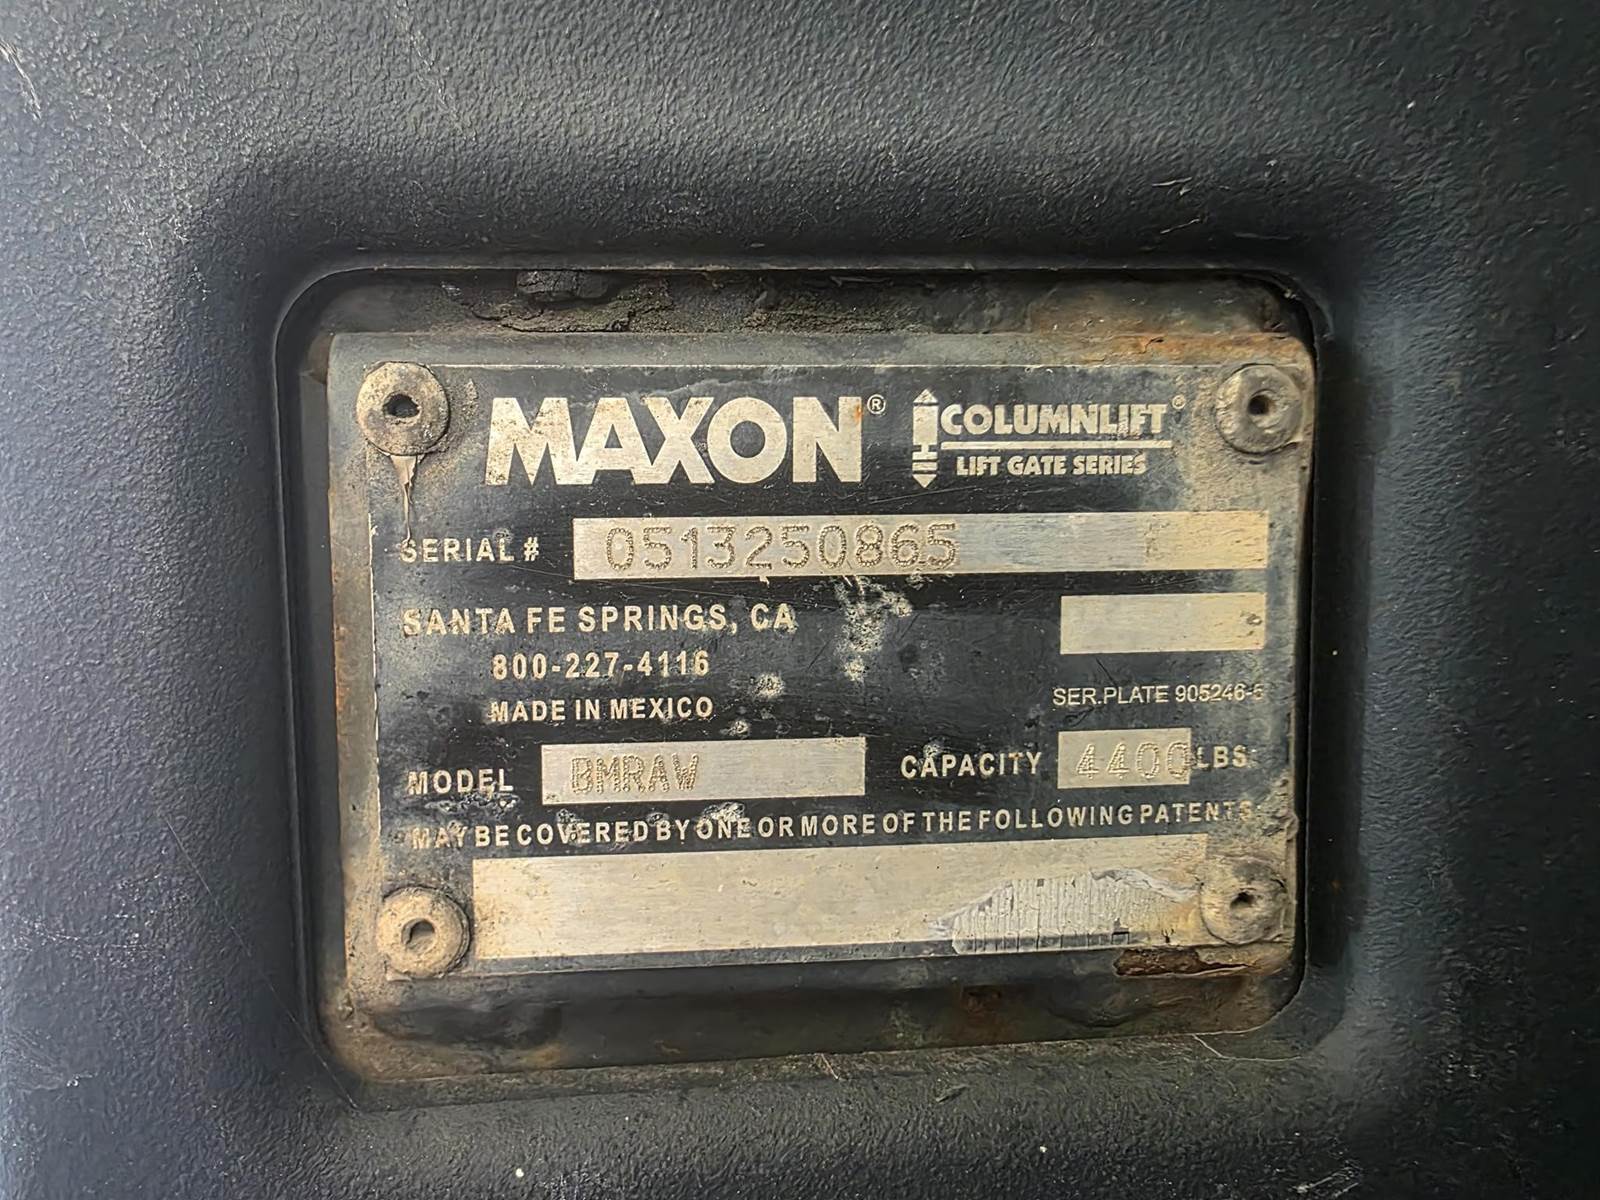 MAXON® COLUMNLIFT®
LIFT GATE SERIES
SERIAL # 0513250865
SANTA FE SPRINGS, CA
800-227-4116
MADE IN MEXICO
SER.PLATE 905246-6
MODEL BMRAW CAPACITY 4400 LBS.
MAY BE COVERED BY ONE OR MORE OF THE FOLLOWING PATENTS: